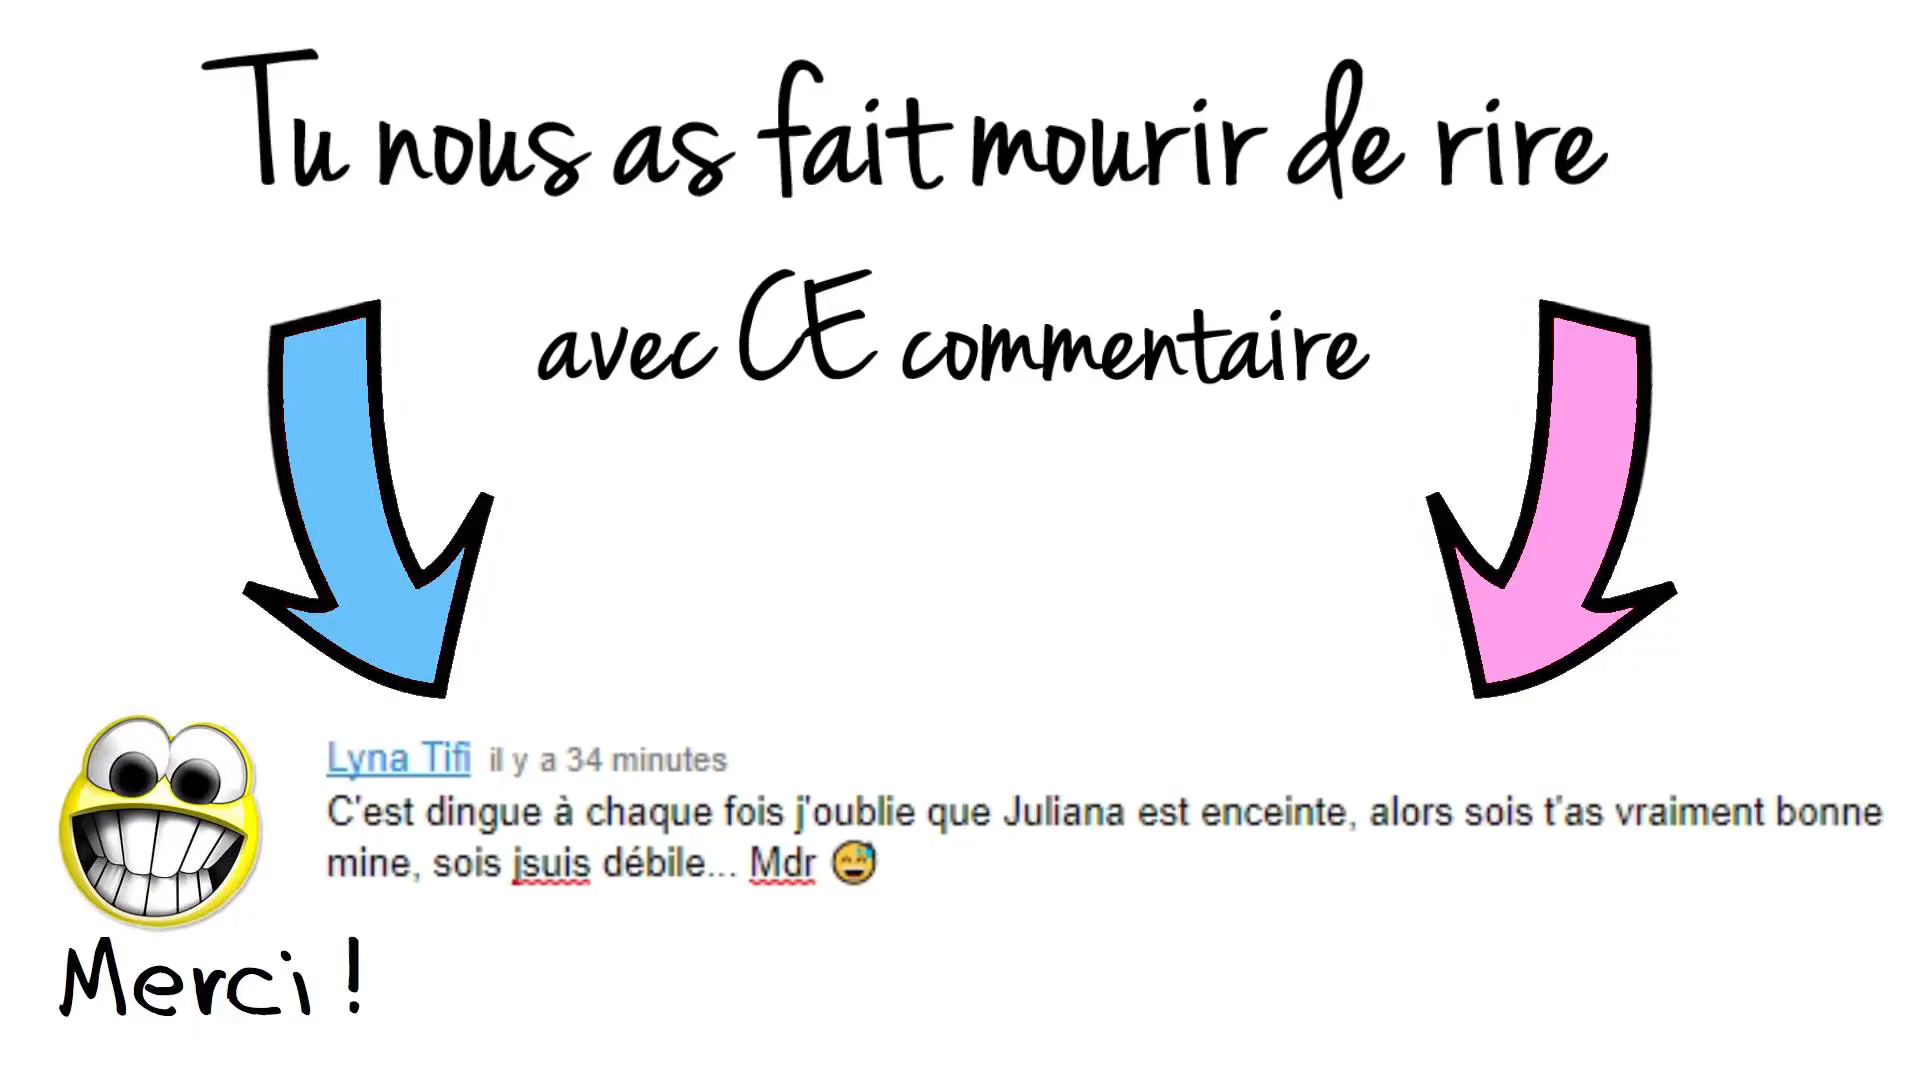 Tu nous as fait mourir de rire
avec CE commentaire
Lyna Tifi il y a 34 minutes
C'est dingue à chaque fois j'oublie que Juliana est enceinte, alors sois t'as vraiment bonne
mine, sois jsuis débile... Mdr 😅
Merci !